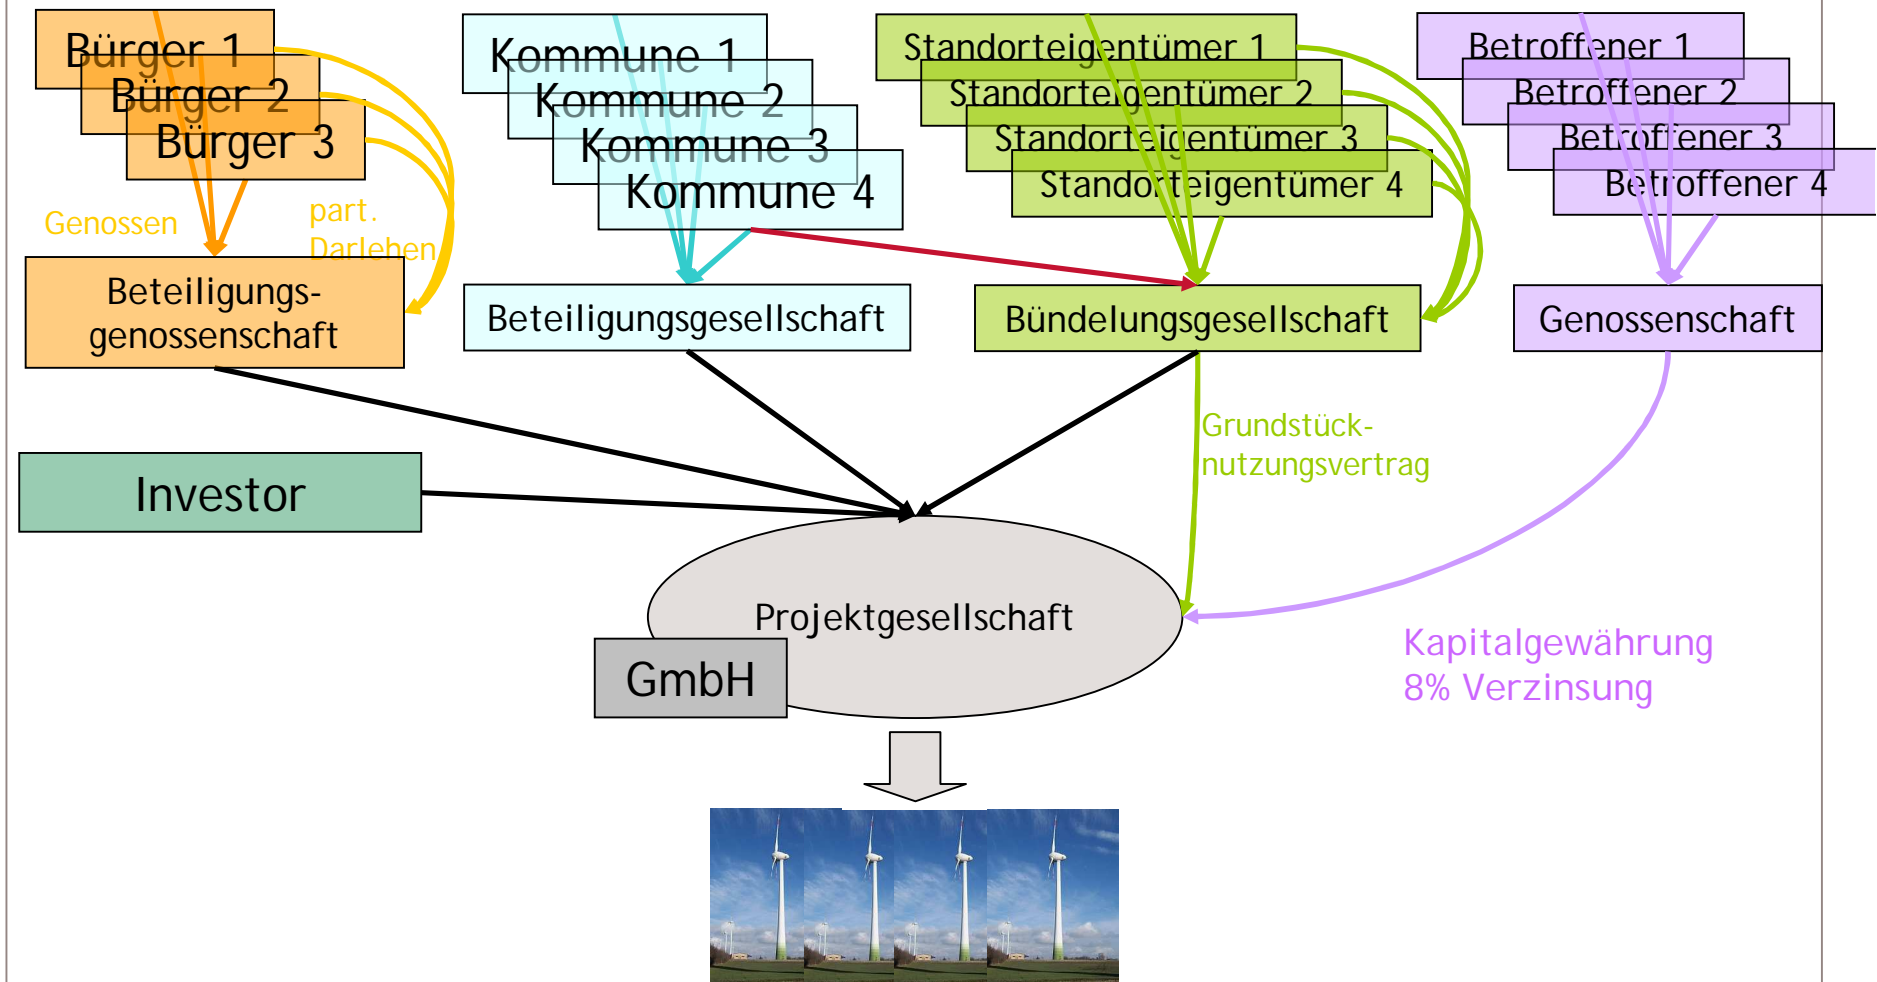 Bürger 1
Bürger 2
Bürger 3
Kommune 1
Kommune 2
Kommune 3
Kommune 4
Standorteigentümer 1
Standorteigentümer 2
Standorteigentümer 3
Standorteigentümer 4
Betroffener 1
Betroffener 2
Betroffener 3
Betroffener 4
Genossen
part.
Darlehen
Beteiligungs-
genossenschaft
Beteiligungsgesellschaft
Bündelungsgesellschaft
Genossenschaft
Grundstück-
nutzungsvertrag
Investor
Projektgesellschaft
GmbH
Kapitalgewährung
8% Verzinsung